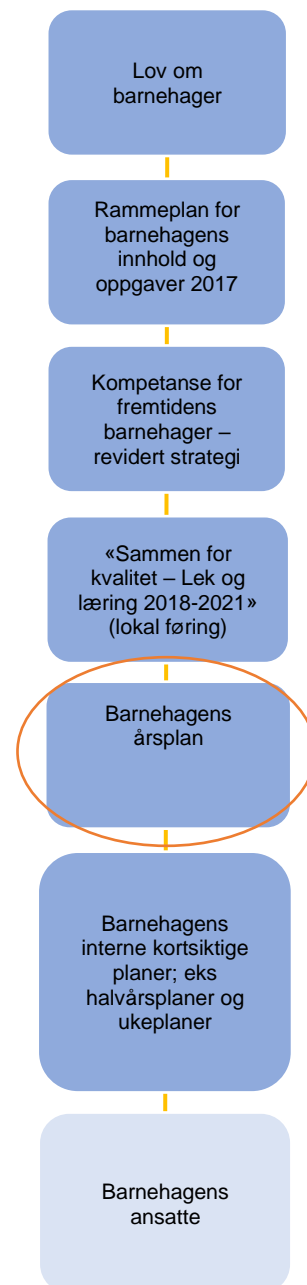 Lov om
barnehager
Rammeplan for
barnehagens
innhold og
oppgaver 2017
Kompetanse for
fremtidens
barnehager –
revidert strategi
«Sammen for
kvalitet – Lek og
læring 2018-2021»
(lokal føring)
Barnehagens
årsplan
Barnehagens
interne kortsiktige
planer; eks
halvårsplaner og
ukeplaner
Barnehagens
ansatte